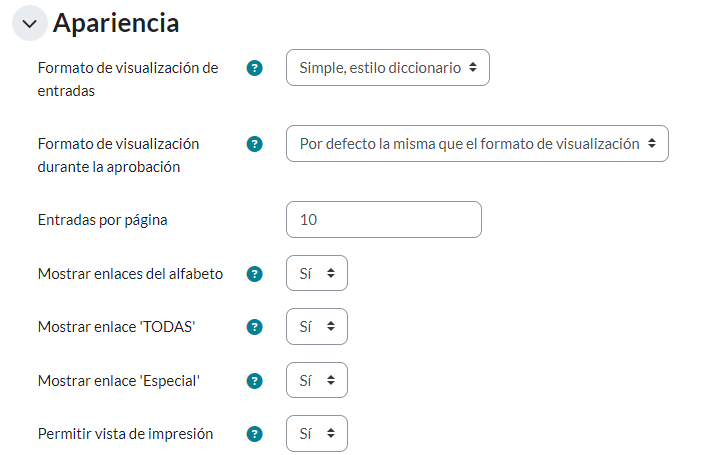 Apariencia
Formato de visualización de
entradas
?
Simple, estilo diccionario
Formato de visualización
durante la aprobación
?
Por defecto la misma que el formato de visualización
Entradas por página
10
Mostrar enlaces del alfabeto
?
Sí
Mostrar enlace 'TODAS'
?
Sí
Mostrar enlace 'Especial'
?
Sí
Permitir vista de impresión
?
Sí